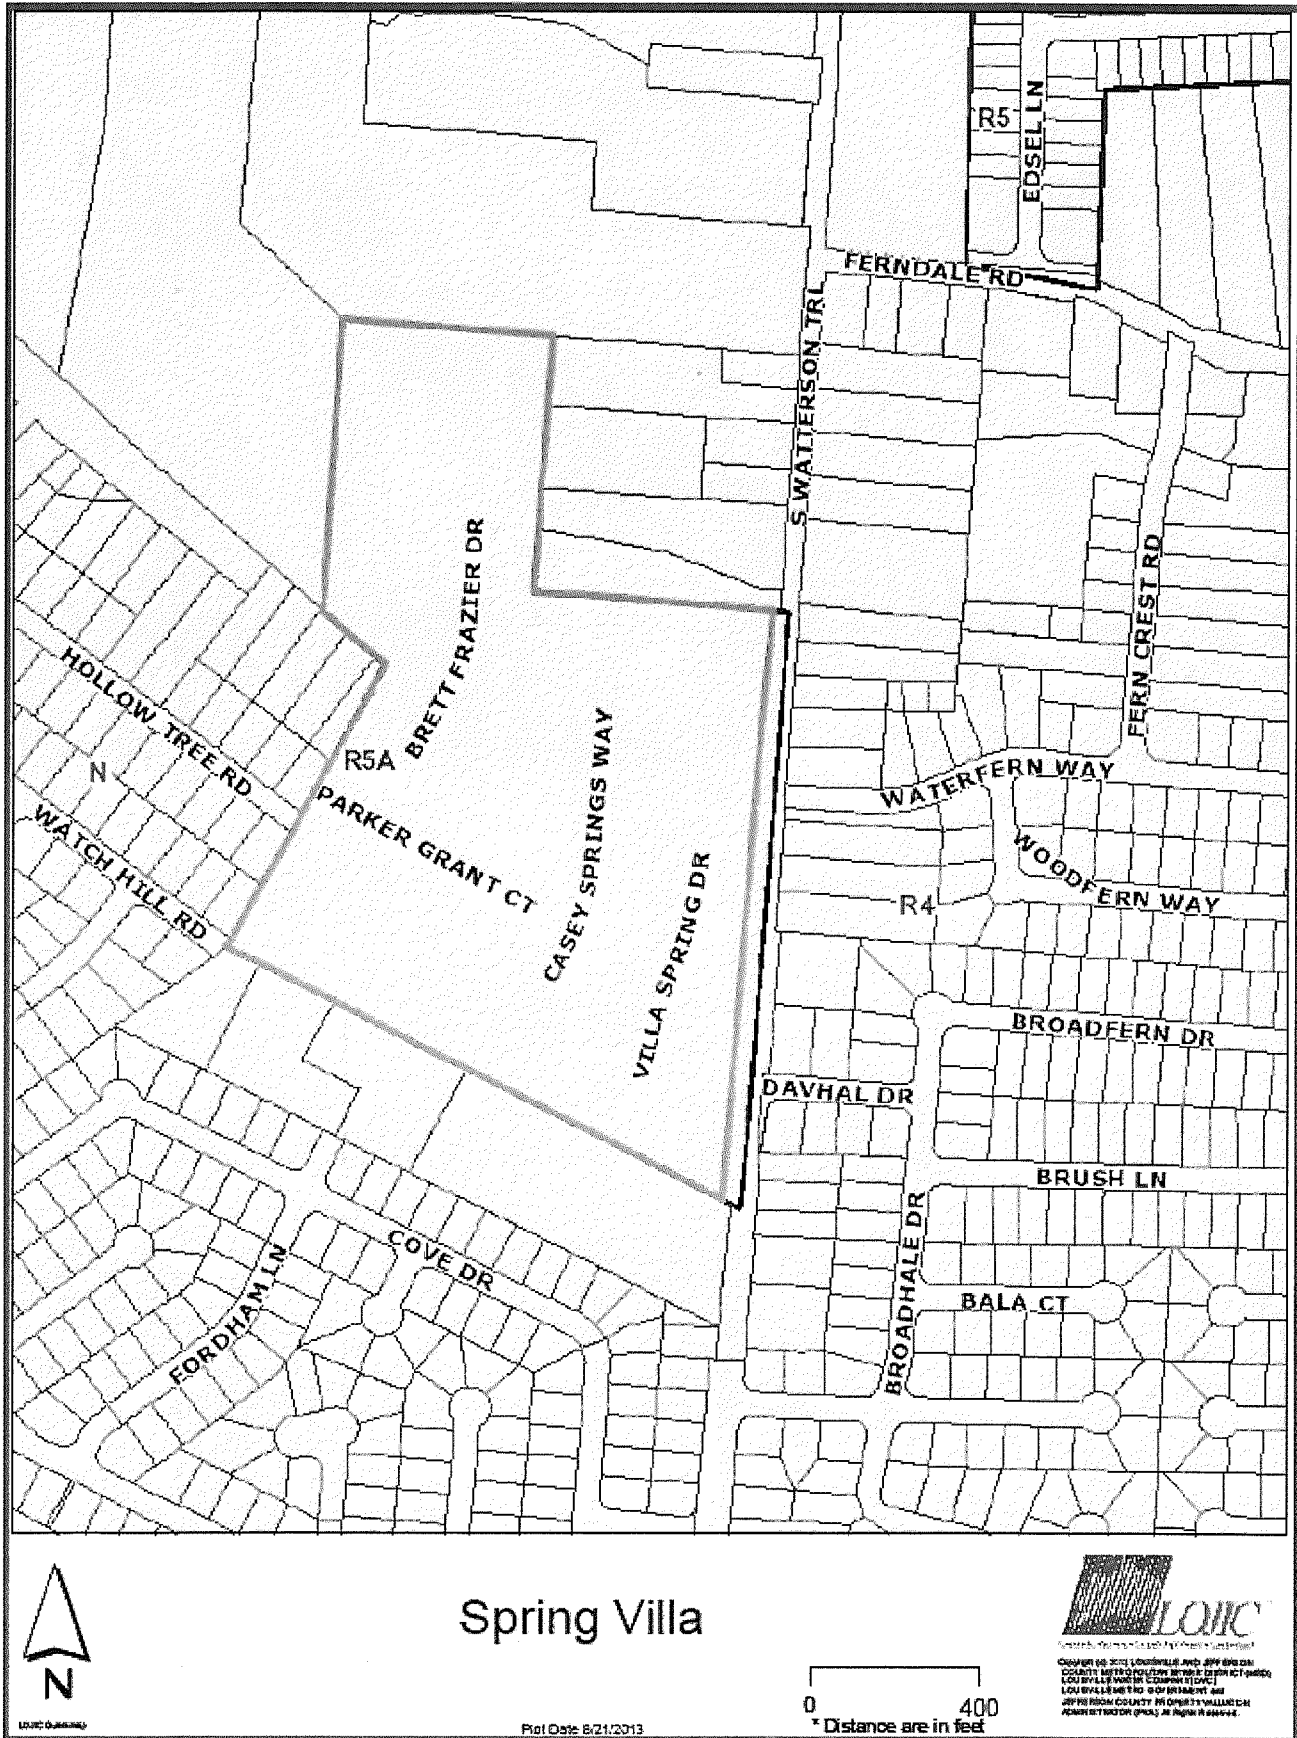 R5
EDSEL LN
FERNDALE RD
S WATTERSON TRL
BRETT FRAZIER DR
FERN CREST RD
HOLLOW TREE RD
R5A
N
WATERFERN WAY
PARKER GRANT CT
CASEY SPRINGS WAY
WATCH HILL RD
WOODFERN WAY
R4
VILLA SPRING DR
BROADFERN DR
DAVHAL DR
BRUSH LN
COVE DR
BROADHALE DR
BALA CT
FORDHAM LN
Spring Villa
LOJIC
N
0 400
* Distance are in feet
Plot Date 8/21/2013